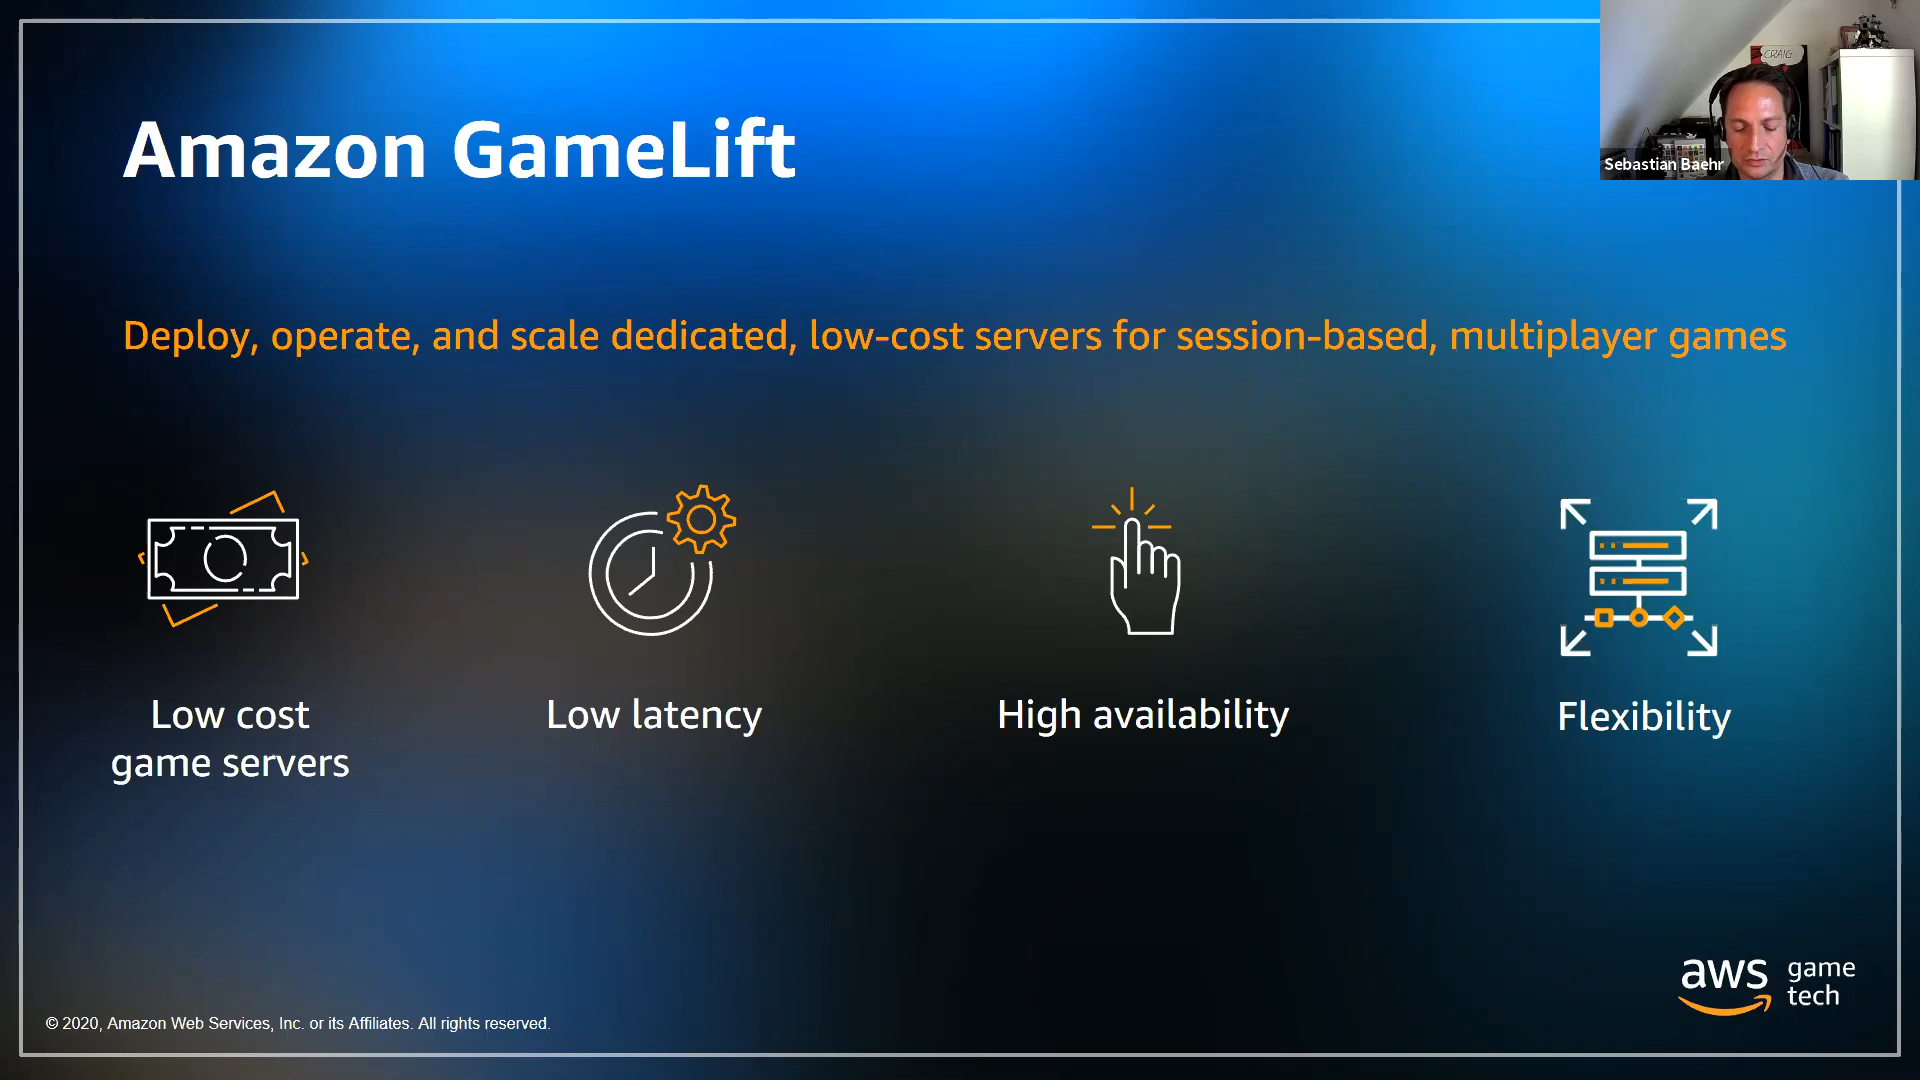 Amazon GameLift
CRAIG
Sebastian Baehr
Deploy, operate, and scale dedicated, low-cost servers for session-based, multiplayer games
Low cost
game servers
Low latency
High availability
Flexibility
aws game
tech
© 2020, Amazon Web Services, Inc. or its Affiliates. All rights reserved.